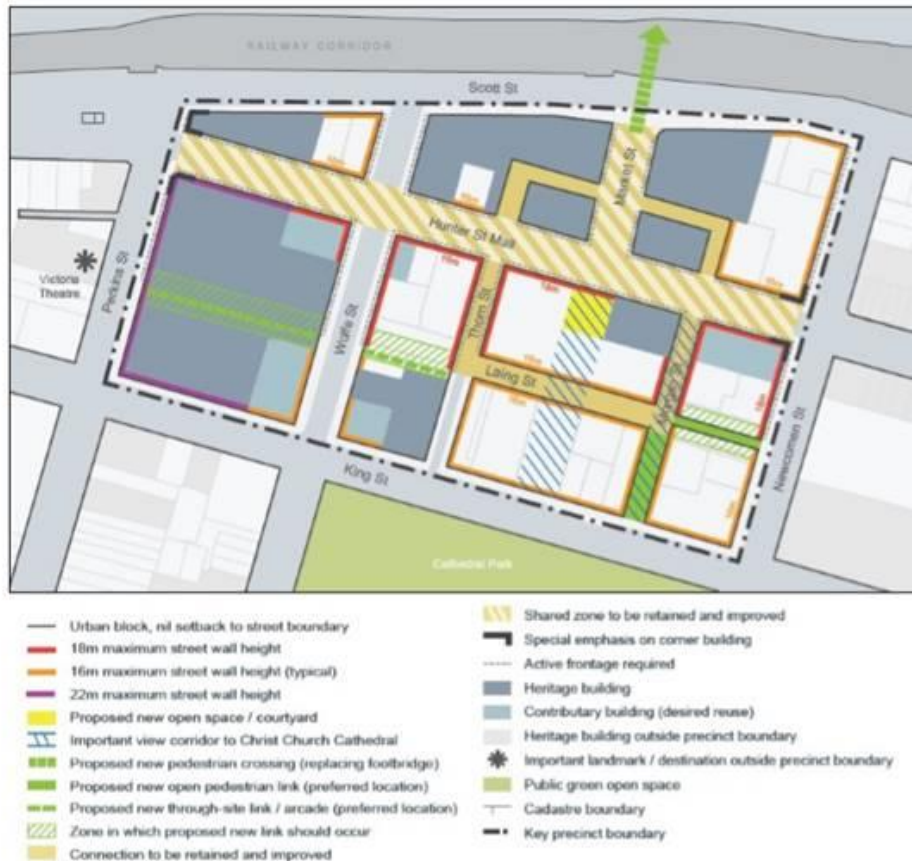 RAILWAY CORRIDOR
Scott St
Market St
Hunter St Mall
Victoria
Theatre
Perkins St
Wolfe St
Thorn St
Laing St
Newcomen St
King St
Cathedral Park
Urban block, nil setback to street boundary
18m maximum street wall height
16m maximum street wall height (typical)
22m maximum street wall height
Proposed new open space / courtyard
Important view corridor to Christ Church Cathedral
Proposed new pedestrian crossing (replacing footbridge)
Proposed new open pedestrian link (preferred location)
Proposed new through-site link / arcade (preferred location)
Zone in which proposed new link should occur
Connection to be retained and improved
Shared zone to be retained and improved
Special emphasis on corner building
Active frontage required
Heritage building
Contributary building (desired reuse)
Heritage building outside precinct boundary
Important landmark / destination outside precinct boundary
Public green open space
Cadastre boundary
Key precinct boundary